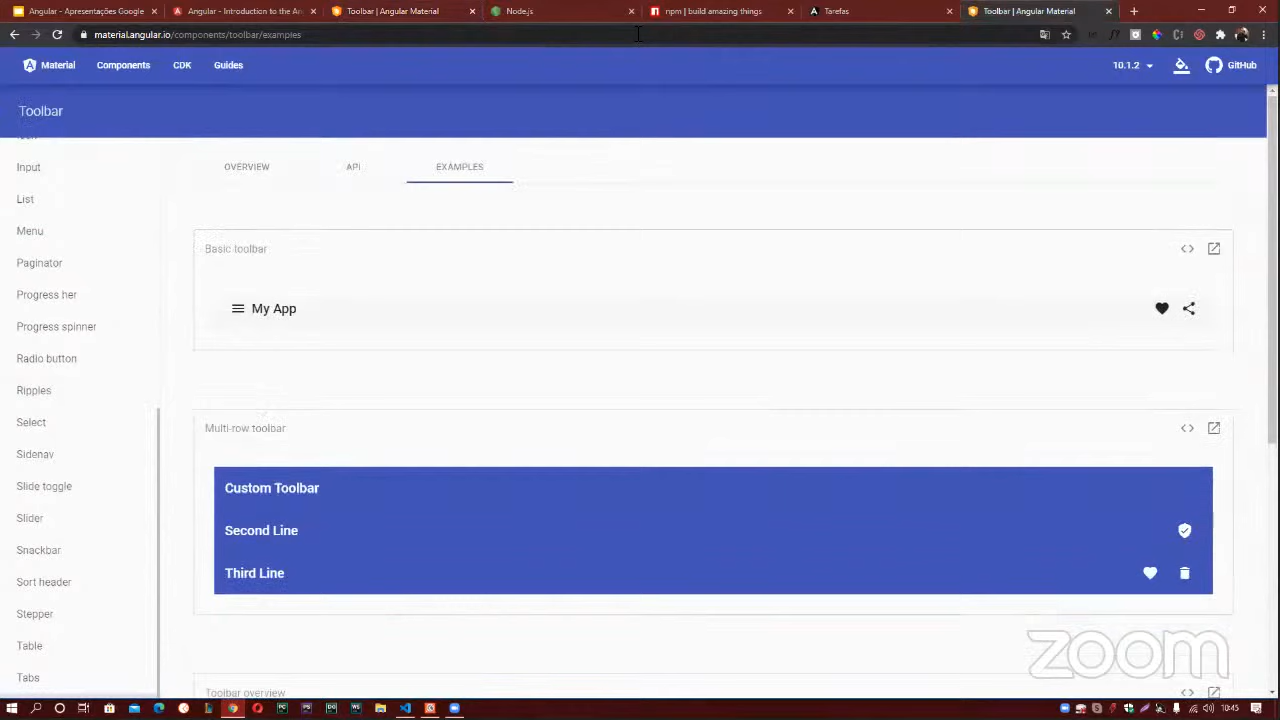 Angular - Apresentações Google
Angular - Introduction to the An
Toolbar | Angular Material
Node.js
npm | build amazing things
Tarefas
Toolbar | Angular Material
material.angular.io/components/toolbar/examples
Material
Components
CDK
Guides
10.1.2
GitHub
Toolbar
OVERVIEW
API
EXAMPLES
Input
List
Menu
Paginator
Progress her
Progress spinner
Radio button
Ripples
Select
Sidenav
Slide toggle
Slider
Snackbar
Sort header
Stepper
Table
Tabs
Basic toolbar
My App
Multi-row toolbar
Custom Toolbar
Second Line
Third Line
Toolbar overview
zoom
10:45